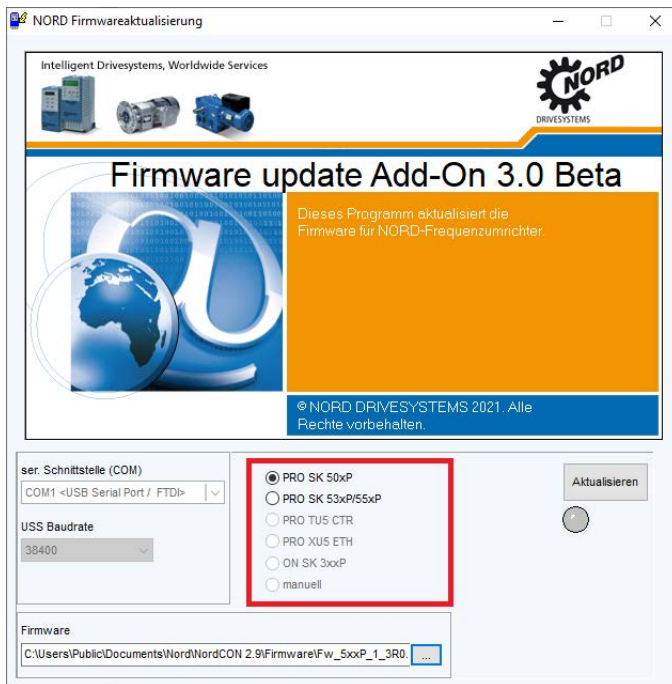 NORD Firmwareaktualisierung
Intelligent Drivesystems, Worldwide Services
NORD
DRIVESYSTEMS
Firmware update Add-On 3.0 Beta
Dieses Programm aktualisiert die
Firmware für NORD-Frequenzumrichter.
© NORD DRIVESYSTEMS 2021. Alle
Rechte vorbehalten.
ser. Schnittstelle (COM)
COM1 <USB Serial Port / FTDI>
USS Baudrate
38400
PRO SK 50xP
PRO SK 53xP/55xP
PRO TU5 CTR
PRO XU5 ETH
ON SK 3xxP
manuell
Aktualisieren
Firmware
C:\Users\Public\Documents\Nord\NordCON 2.9\Firmware\Fw_5xxP_1_3R0.
...